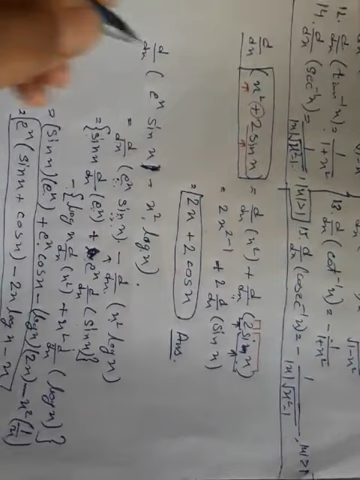 12. d/dx (tan⁻¹x) = 1/(1+x²)
14. d/dx (sec⁻¹x) = 1/(|x|√(x²-1)), |x|>1
13. d/dx (cot⁻¹x) = -1/(1+x²)
15. d/dx (cosec⁻¹x) = -1/(|x|√(x²-1)), |x|>1
d/dx (x² + 2 sin x) = d/dx (x²) + d/dx (2 sin x)
= 2x²⁻¹ + 2 d/dx (sin x)
= 2x + 2 cos x Ans.
d/dx (eˣ sin x - x² log x).
= d/dx (eˣ sin x) - d/dx (x² log x)
= {sin x d/dx (eˣ) + eˣ d/dx (sin x)}
- {log x d/dx (x²) + x² d/dx (log x)}
= (sin x)(eˣ) + eˣ cos x - (log x)(2x) - x² (1/x)
= eˣ (sin x + cos x) - 2x log x - x